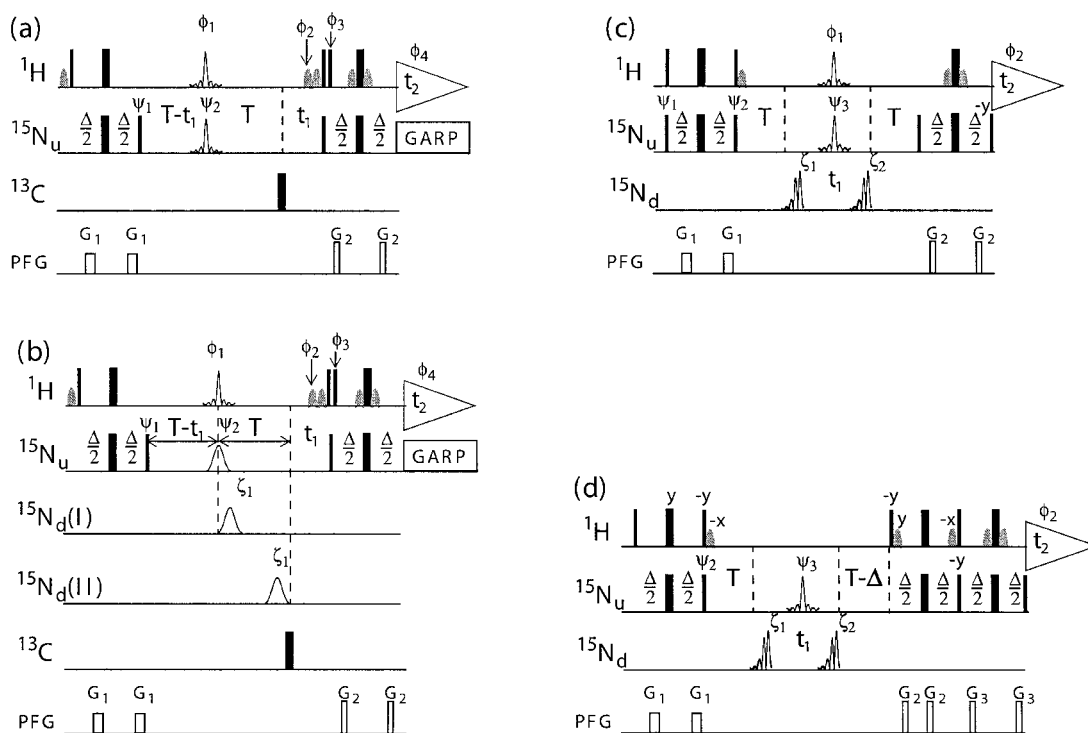 (a)
ϕ1
ϕ2 ϕ3
ϕ4
1H t2
15Nu Δ/2 Δ/2 ψ1 T-t1 ψ2 T t1 Δ/2 Δ/2 GARP
13C
G1 G1 G2 G2
PFG
(b)
ϕ1
ϕ2 ϕ3
ϕ4
1H t2
15Nu Δ/2 Δ/2 ψ1 T-t1 ψ2 T t1 Δ/2 Δ/2 GARP
15Nd(I) ζ1
15Nd(II) ζ1
13C
G1 G1 G2 G2
PFG
(c)
ϕ1
ϕ2
1H t2
15Nu ψ1 Δ/2 Δ/2 ψ2 T ψ3 T Δ/2 Δ/2 -y
15Nd ζ1 t1 ζ2
G1 G1 G2 G2
PFG
(d)
y -y -x -y y -x
ϕ2
1H t2
15Nu Δ/2 Δ/2 ψ2 T ψ3 T-Δ Δ/2 Δ/2 -y Δ/2 Δ/2
15Nd ζ1 t1 ζ2
G1 G1 G2 G2 G3 G3
PFG